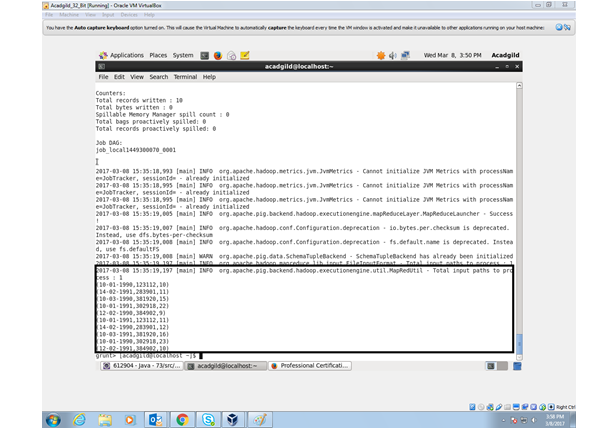 Acadgild_32_Bit [Running] - Oracle VM VirtualBox
File Machine View Input Devices Help
You have the Auto capture keyboard option turned on. This will cause the Virtual Machine to automatically capture the keyboard every time the VM window is activated and make it unavailable to other applications running on your host machine:
Applications Places System
Wed Mar 8, 3:50 PM Acadgild
acadgild@localhost:~
File Edit View Search Terminal Help
Counters:
Total records written : 10
Total bytes written : 0
Spillable Memory Manager spill count : 0
Total bags proactively spilled: 0
Total records proactively spilled: 0
Job DAG:
job_local1449300070_0001
2017-03-08 15:35:18,993 [main] INFO org.apache.hadoop.metrics.jvm.JvmMetrics - Cannot initialize JVM Metrics with processNam
e=JobTracker, sessionId= - already initialized
2017-03-08 15:35:18,995 [main] INFO org.apache.hadoop.metrics.jvm.JvmMetrics - Cannot initialize JVM Metrics with processNam
e=JobTracker, sessionId= - already initialized
2017-03-08 15:35:18,995 [main] INFO org.apache.hadoop.metrics.jvm.JvmMetrics - Cannot initialize JVM Metrics with processNam
e=JobTracker, sessionId= - already initialized
2017-03-08 15:35:19,005 [main] INFO org.apache.pig.backend.hadoop.executionengine.mapReduceLayer.MapReduceLauncher - Success
!
2017-03-08 15:35:19,007 [main] INFO org.apache.hadoop.conf.Configuration.deprecation - io.bytes.per.checksum is deprecated.
Instead, use dfs.bytes-per-checksum
2017-03-08 15:35:19,008 [main] INFO org.apache.hadoop.conf.Configuration.deprecation - fs.default.name is deprecated. Instea
d, use fs.defaultFS
2017-03-08 15:35:19,008 [main] WARN org.apache.pig.data.SchemaTupleBackend - SchemaTupleBackend has already been initialized
2017-03-08 15:35:19,197 [main] INFO org.apache.hadoop.mapreduce.lib.input.FileInputFormat - Total input paths to process : 1
2017-03-08 15:35:19,197 [main] INFO org.apache.pig.backend.hadoop.executionengine.util.MapRedUtil - Total input paths to pro
cess : 1
(10-01-1990,123112,10)
(14-02-1991,283901,11)
(10-03-1990,381920,15)
(10-01-1991,302918,22)
(12-02-1990,384902,9)
(10-01-1991,123112,11)
(14-02-1990,283901,12)
(10-03-1991,381920,16)
(10-01-1990,302918,23)
(12-02-1991,384902,10)
grunt> [acadgild@localhost ~]$
612904 - java - 73/src/...
acadgild@localhost:~
Professional Certificati...
Right Ctrl
3:50 PM
3/8/2017